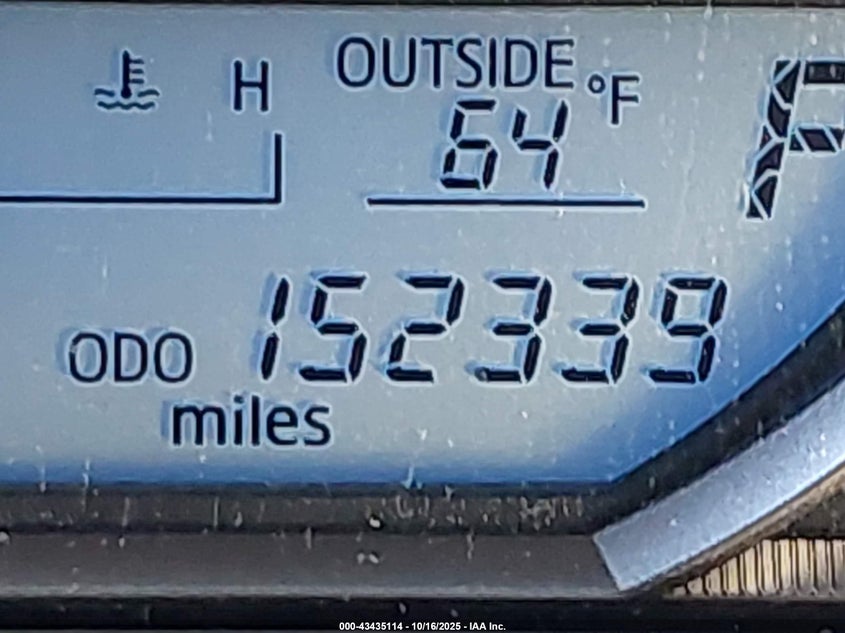 H
OUTSIDE
64 °F
P
ODO 152339
miles
000-43435114 - 10/16/2025 - IAA Inc.